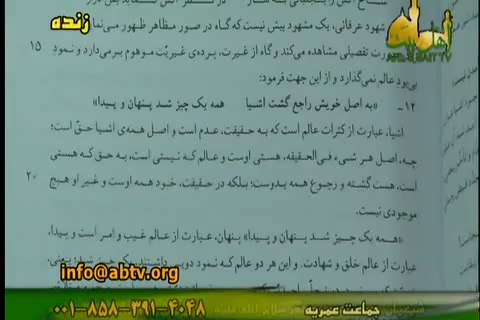 زنده
شهود عرفانی، یک مشهود بیش نیست که گاه در صور مظاهر ظهور می‌نما
ورت تفصیلی مشاهده می‌کند و گاه از غیرت، پرده‌ی غیریّت موهوم برمی‌دارد و نمودِ
۱۵
بی‌بودِ عالم نمی‌گذارد و از این جهت فرمود:
۱۲ـ «به اصل خویش راجع گشت اشیا همه یک چیز شد پنهان و پیدا»
اشیا، عبارت از کثرات عالم است که به حقیقت، عدم است و اصل همه‌ی اشیا حقّ است؛
چه، اصل هر شیء، فی‌الحقیقه، هستی اوست و عالم که نیستی است، به حق که هستی
است، هست گشته و رجوع همه بدوست؛ بلکه در حقیقت، خود همه اوست و غیر او هیچ
۲۰
موجودی نیست.
«همه یک چیز شد پنهان و پیدا» پنهان، عبارت از عالم غیب و امر است و پیدا،
عبارت از عالم خلق و شهادت. و این هر دو عالم که نمود
info@abtv.org
جماعت عمریه
۰۰۱-۸۵۸-۳۹۱-۴۰۴۸